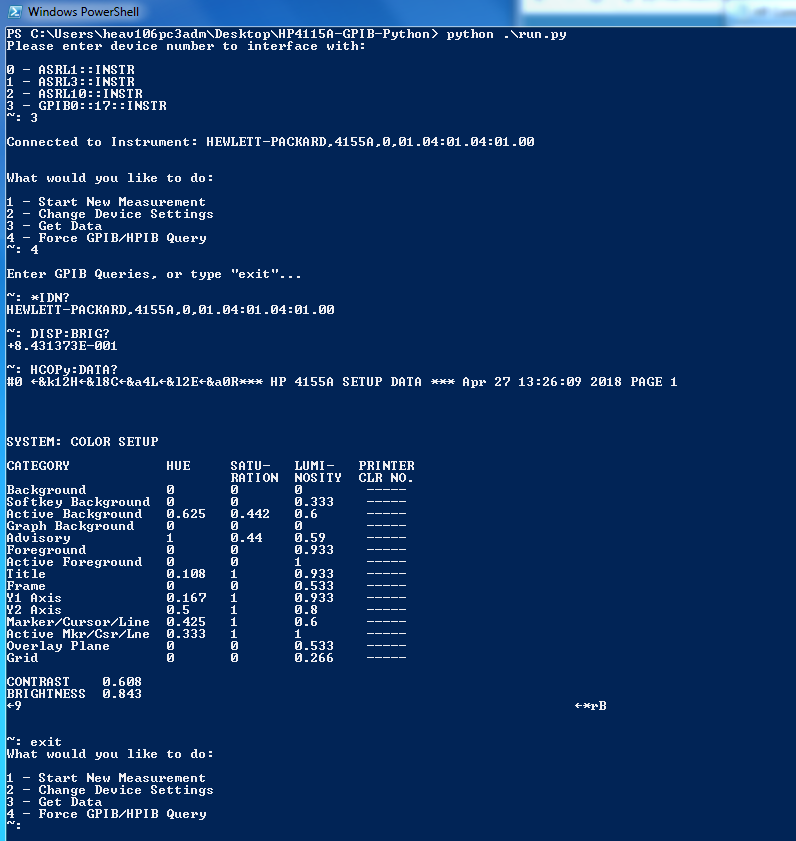 Windows PowerShell
PS C:\Users\heav106pc3adm\Desktop\HP4115A-GPIB-Python> python .\run.py
Please enter device number to interface with:
0 - ASRL1::INSTR
1 - ASRL3::INSTR
2 - ASRL10::INSTR
3 - GPIB0::17::INSTR
~: 3
Connected to Instrument: HEWLETT-PACKARD,4155A,0,01.04:01.04:01.00
What would you like to do:
1 - Start New Measurement
2 - Change Device Settings
3 - Get Data
4 - Force GPIB/HPIB Query
~: 4
Enter GPIB Queries, or type "exit"...
~: *IDN?
HEWLETT-PACKARD,4155A,0,01.04:01.04:01.00
~: DISP:BRIG?
+8.431373E-001
~: HCOPy:DATA?
#0 ←&k12H←&l8C←&a4L←&l2E←&a0R*** HP 4155A SETUP DATA *** Apr 27 13:26:09 2018 PAGE 1
SYSTEM: COLOR SETUP
CATEGORY HUE SATU- LUMI- PRINTER
RATION NOSITY CLR NO.
Background 0 0 0 -----
Softkey Background 0 0 0.333 -----
Active Background 0.625 0.442 0.6 -----
Graph Background 0 0 0 -----
Advisory 1 0.44 0.59 -----
Foreground 0 0 0.933 -----
Active Foreground 0 0 1 -----
Title 0.108 1 0.933 -----
Frame 0 0 0.533 -----
Y1 Axis 0.167 1 0.933 -----
Y2 Axis 0.5 1 0.8 -----
Marker/Cursor/Line 0.425 1 0.6 -----
Active Mkr/Csr/Lne 0.333 1 1 -----
Overlay Plane 0 0 0.533 -----
Grid 0 0 0.266 -----
CONTRAST 0.608
BRIGHTNESS 0.843
←9 ←*rB
~: exit
What would you like to do:
1 - Start New Measurement
2 - Change Device Settings
3 - Get Data
4 - Force GPIB/HPIB Query
~: